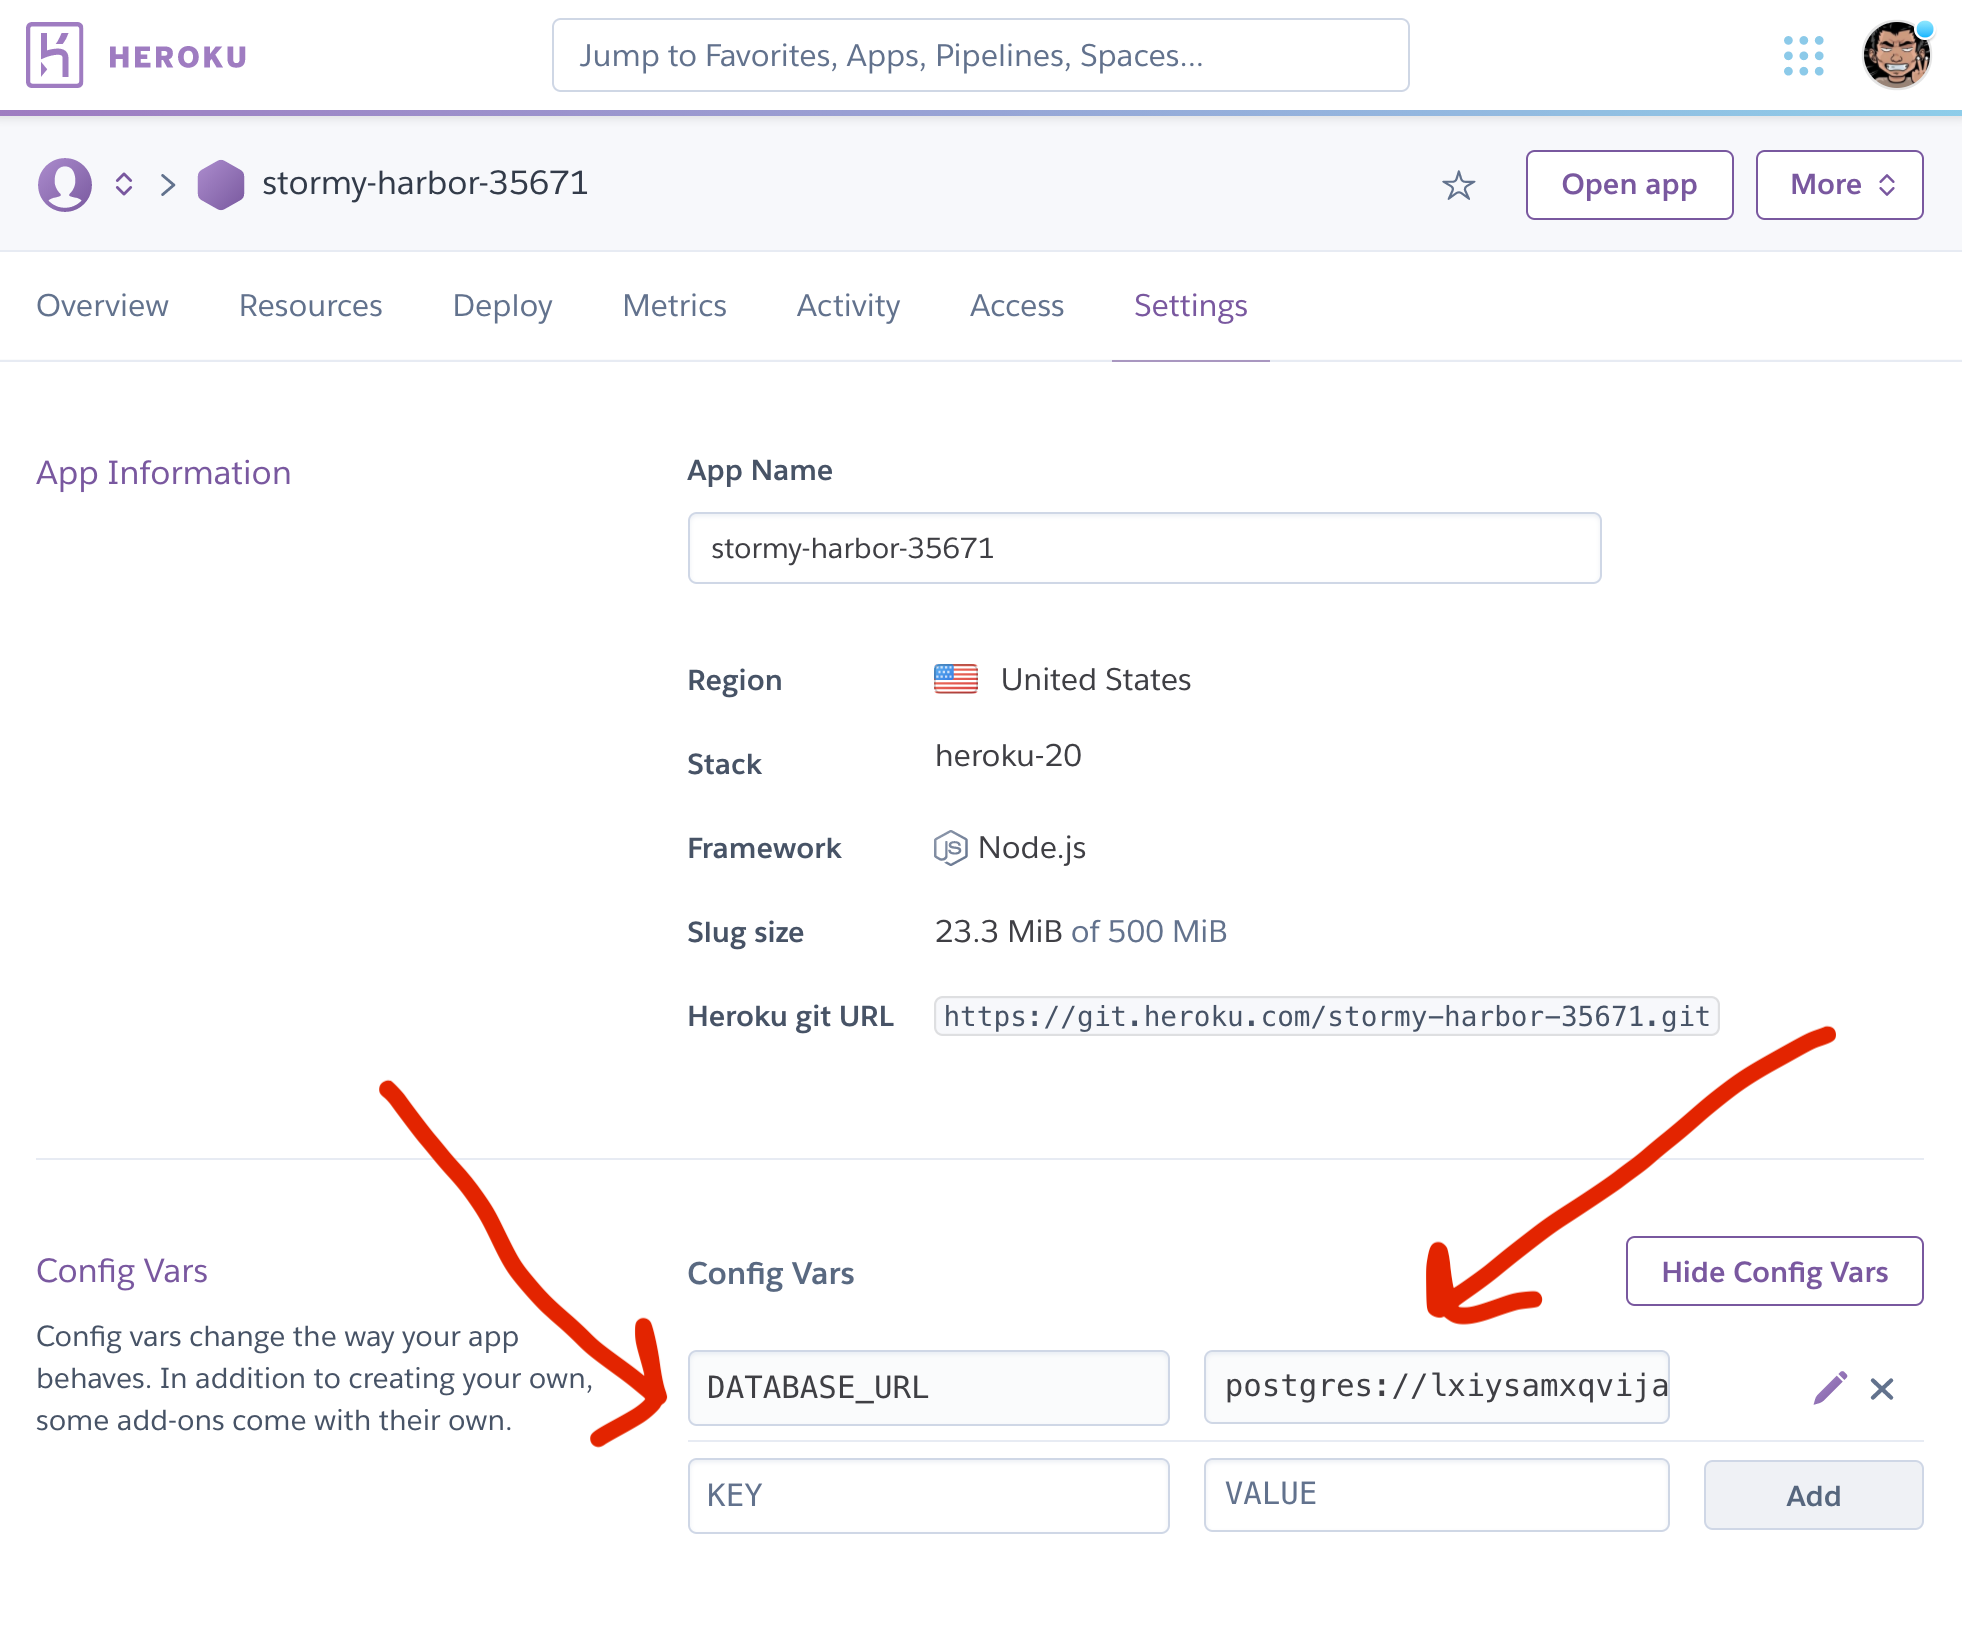 HEROKU
Jump to Favorites, Apps, Pipelines, Spaces...
stormy-harbor-35671
Open app
More
Overview Resources Deploy Metrics Activity Access Settings
App Information
App Name
stormy-harbor-35671
Region United States
Stack heroku-20
Framework JS Node.js
Slug size 23.3 MiB of 500 MiB
Heroku git URL https://git.heroku.com/stormy-harbor-35671.git
Config Vars
Config vars change the way your app
behaves. In addition to creating your own,
some add-ons come with their own.
Config Vars
Hide Config Vars
DATABASE_URL postgres://lxiysamxqvija
KEY VALUE Add